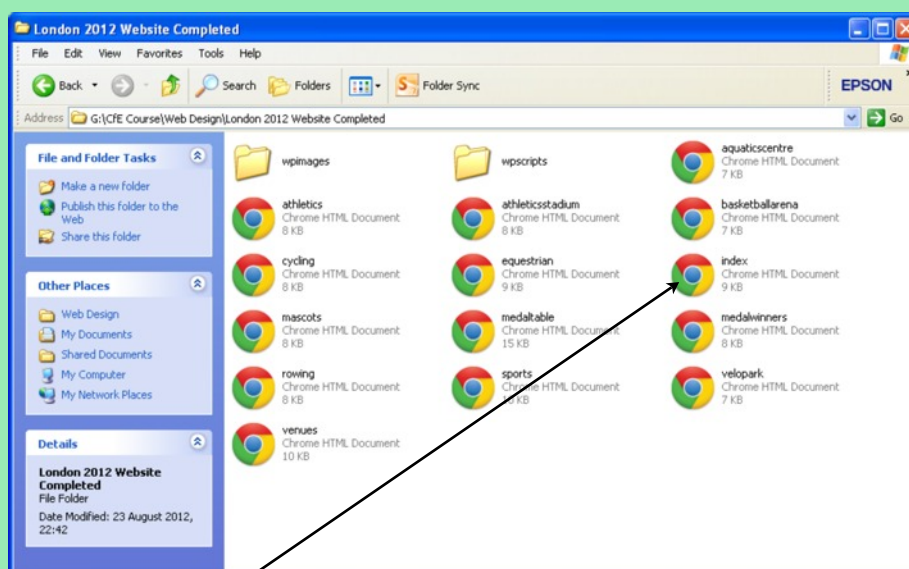 London 2012 Website Completed
File Edit View Favorites Tools Help
Back Search Folders Folder Sync EPSON
Address G:\CfE Course\Web Design\London 2012 Website Completed Go
File and Folder Tasks
Make a new folder
Publish this folder to the
Web
Share this folder
Other Places
Web Design
My Documents
Shared Documents
My Computer
My Network Places
Details
London 2012 Website
Completed
File Folder
Date Modified: 23 August 2012,
22:42
wpimages
wpscripts
aquaticscentre
Chrome HTML Document
7 KB
athletics
Chrome HTML Document
8 KB
athleticsstadium
Chrome HTML Document
8 KB
basketballarena
Chrome HTML Document
7 KB
cycling
Chrome HTML Document
8 KB
equestrian
Chrome HTML Document
9 KB
index
Chrome HTML Document
9 KB
mascots
Chrome HTML Document
8 KB
medaltable
Chrome HTML Document
15 KB
medalwinners
Chrome HTML Document
8 KB
rowing
Chrome HTML Document
8 KB
sports
Chrome HTML Document
KB
velopark
Chrome HTML Document
7 KB
venues
Chrome HTML Document
10 KB